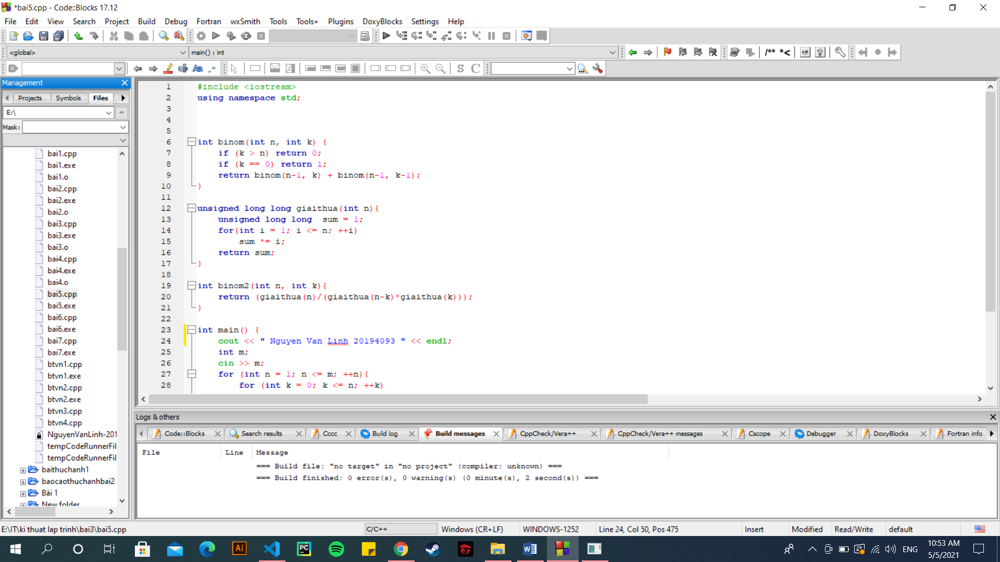 *bai5.cpp - Code::Blocks 17.12
File Edit View Search Project Build Debug Fortran wxSmith Tools Tools+ Plugins DoxyBlocks Settings Help
<global> main() : int
/** *<
S C
Management
Projects Symbols Files
E:\
Mask:
bai1.cpp
bai1.exe
bai1.o
bai2.cpp
bai2.exe
bai2.o
bai3.cpp
bai3.exe
bai3.o
bai4.cpp
bai4.exe
bai4.o
bai5.cpp
bai5.exe
bai6.cpp
bai6.exe
bai7.cpp
bai7.exe
btvn1.cpp
btvn1.exe
btvn2.cpp
btvn2.exe
btvn3.cpp
btvn4.cpp
NguyenVanLinh-201
tempCodeRunnerFil
tempCodeRunnerFil
baithuchanh1
baocaothuchanhbai2
Bài 1
New folder
1 #include <iostream>
2 using namespace std;
3
4
5
6 int binom(int n, int k) {
7 if (k > n) return 0;
8 if (k == 0) return 1;
9 return binom(n-1, k) + binom(n-1, k-1);
10 }
11
12 unsigned long long giaithua(int n){
13 unsigned long long  sum = 1;
14 for(int i = 1; i <= n; ++i)
15 sum *= i;
16 return sum;
17 }
18
19 int binom2(int n, int k){
20 return (giaithua(n)/(giaithua(n-k)*giaithua(k)));
21 }
22
23 int main() {
24 cout << " Nguyen Van Linh 20194093 " << endl;
25 int m;
26 cin >> m;
27 for (int n = 1; n <= m; ++n){
28 for (int k = 0; k <= n; ++k)
Logs & others
Code::Blocks Search results Cccc Build log Build messages CppCheck/Vera++ CppCheck/Vera++ messages Cscope Debugger DoxyBlocks Fortran info
File Line Message
=== Build file: "no target" in "no project" (compiler: unknown) ===
=== Build finished: 0 error(s), 0 warning(s) (0 minute(s), 2 second(s)) ===
E:\IT\ki thuat lap trinh\bai3\bai5.cpp C/C++ Windows (CR+LF) WINDOWS-1252 Line 24, Col 50, Pos 475 Insert Modified Read/Write default
Ai PC ENG 10:53 AM
5/5/2021